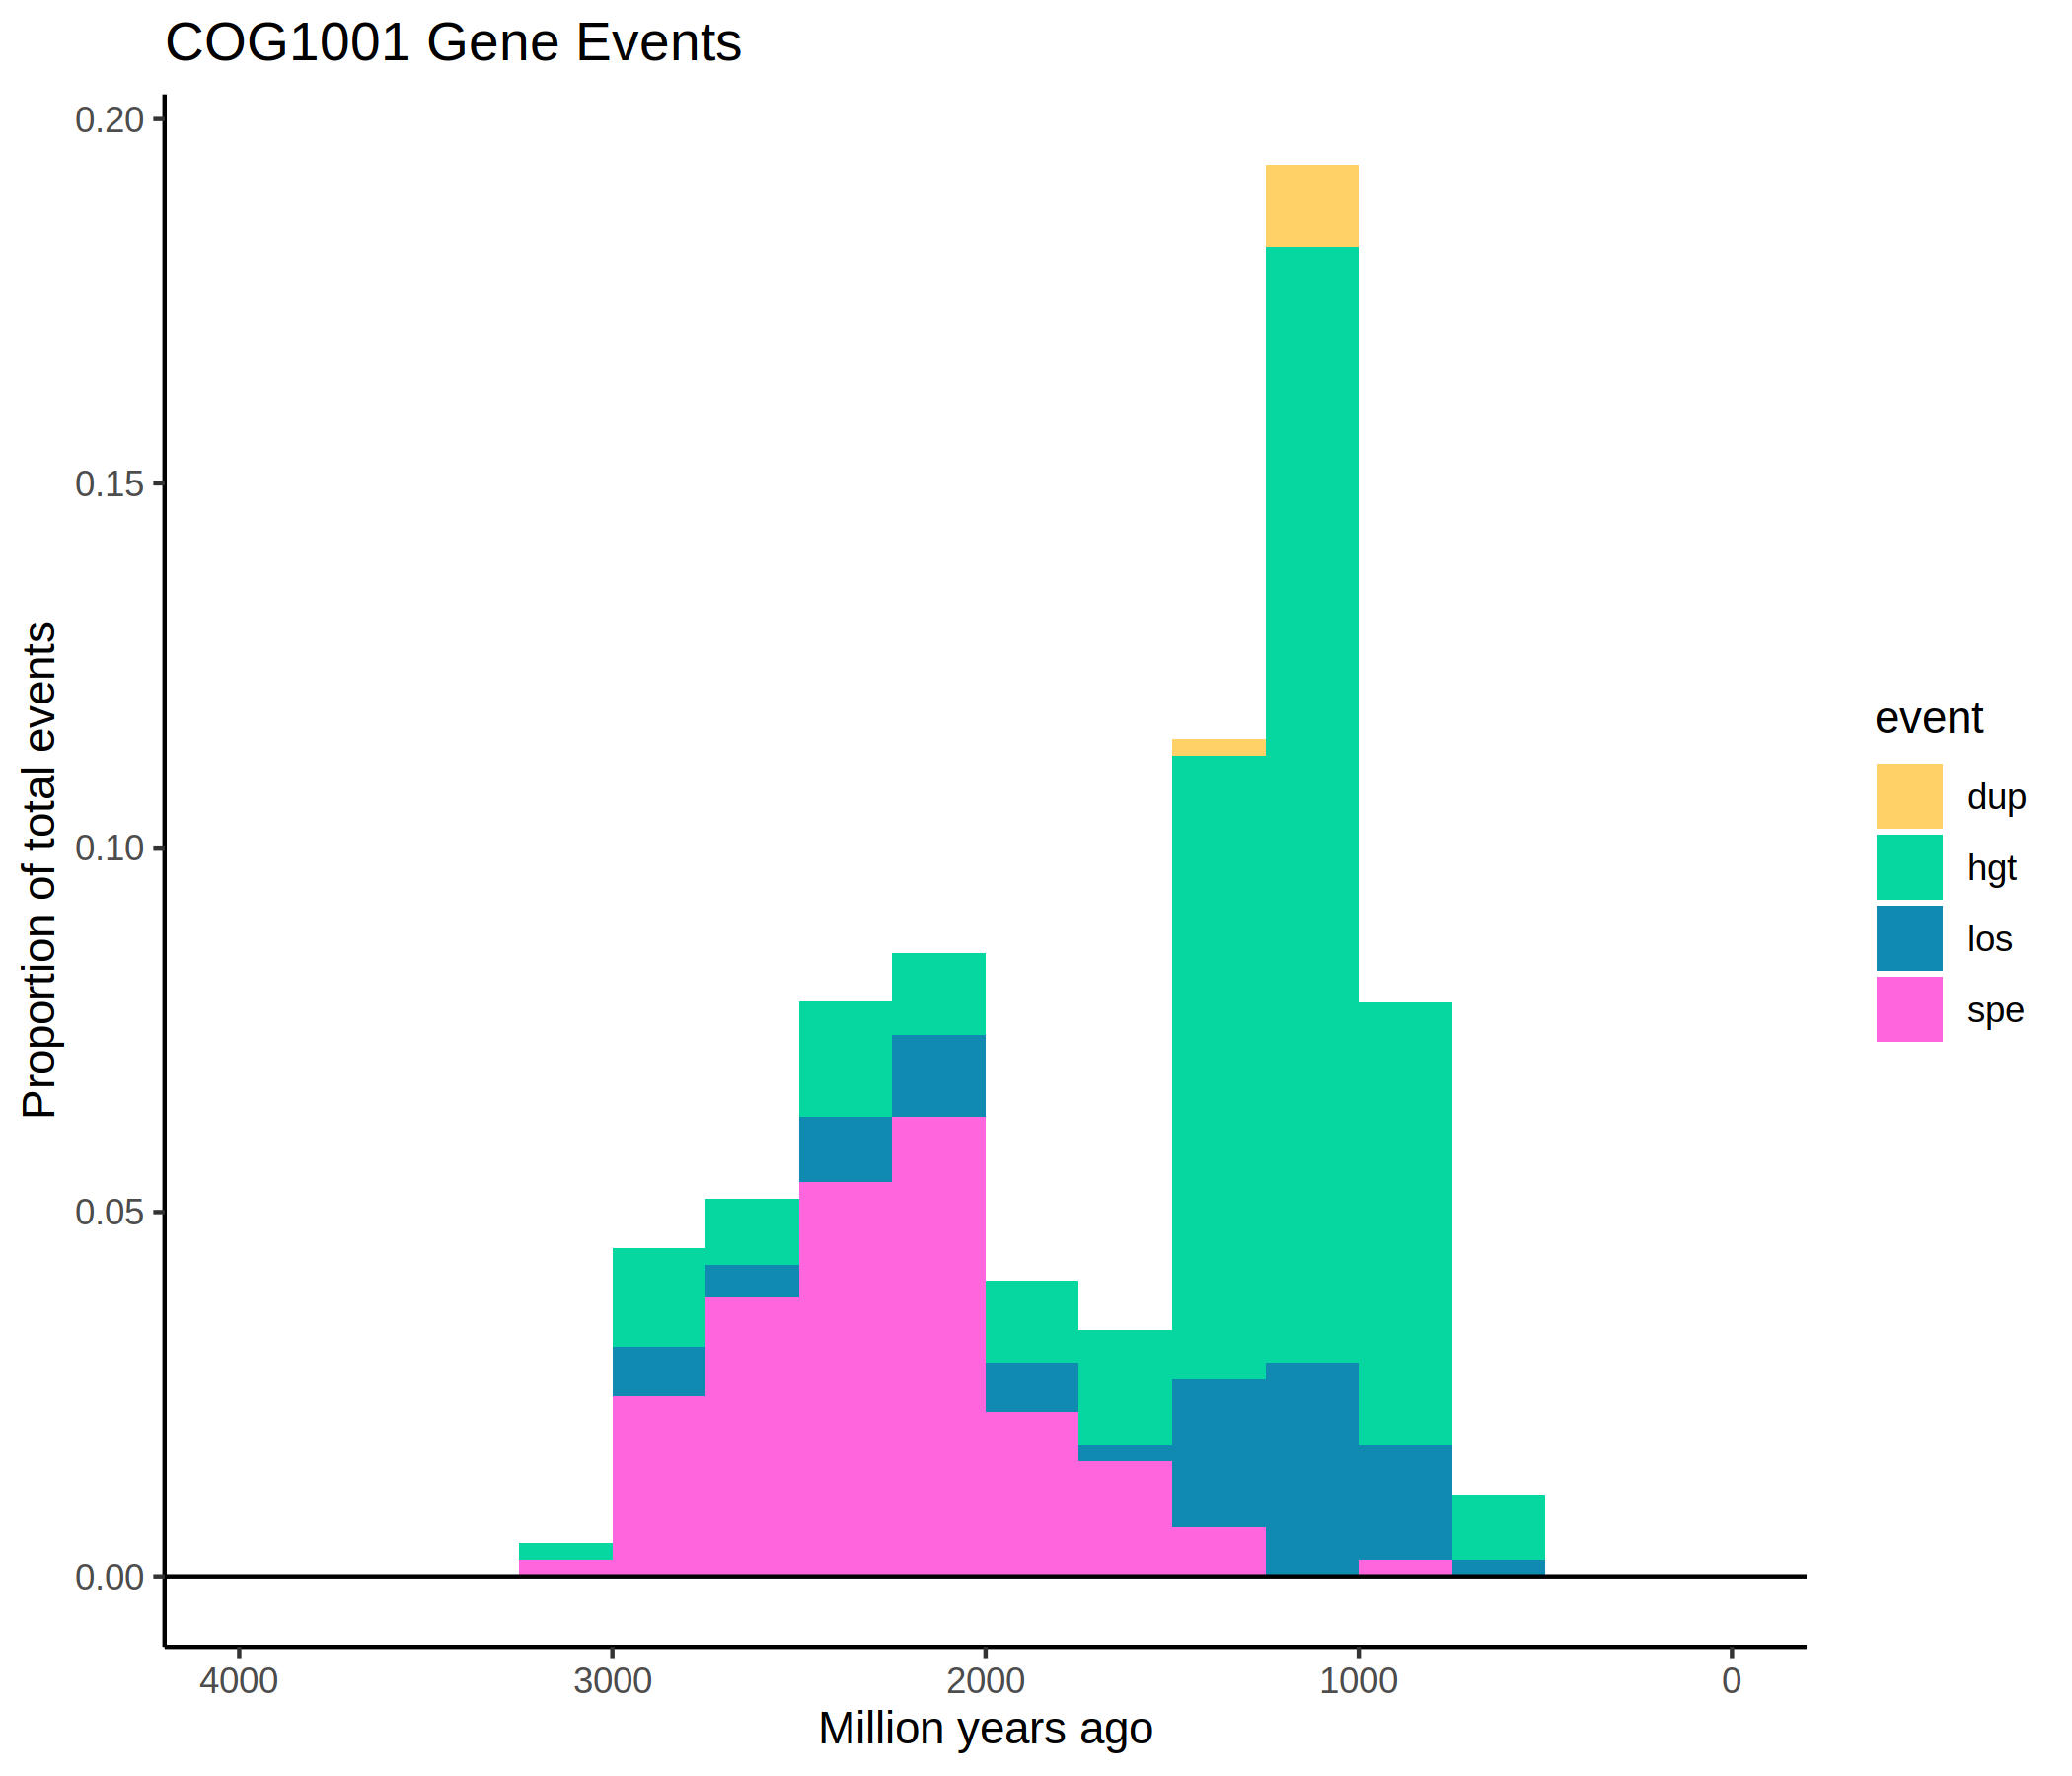 COG1001 Gene Events
0.20
0.15
0.10
0.05
0.00
Proportion of total events
4000
3000
2000
1000
0
Million years ago
event
dup
hgt
los
spe